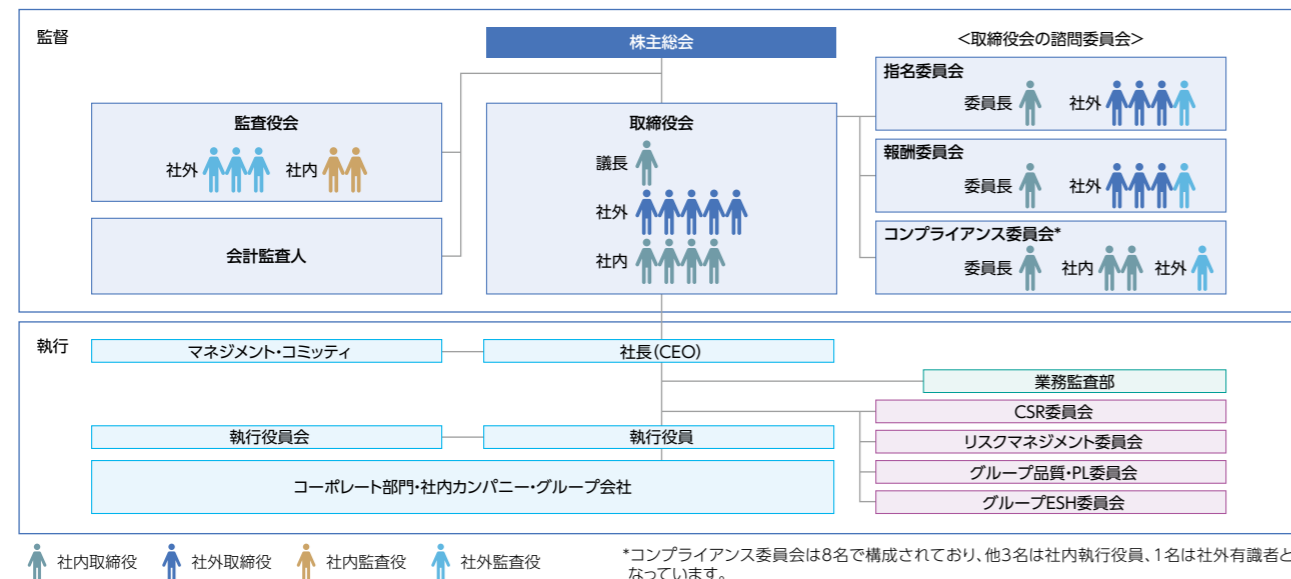 監督
株主総会
<取締役会の諮問委員会>
監査役会
社外
社内
会計監査人
取締役会
議長
社外
社内
指名委員会
委員長
社外
報酬委員会
委員長
社外
コンプライアンス委員会*
委員長
社内
社外
執行
マネジメント・コミッティ
社長(CEO)
業務監査部
CSR委員会
執行役員会
執行役員
リスクマネジメント委員会
コーポレート部門・社内カンパニー・グループ会社
グループ品質・PL委員会
グループESH委員会
社内取締役
社外取締役
社内監査役
社外監査役
*コンプライアンス委員会は8名で構成されており、他3名は社内執行役員、1名は社外有識者と
なっています。